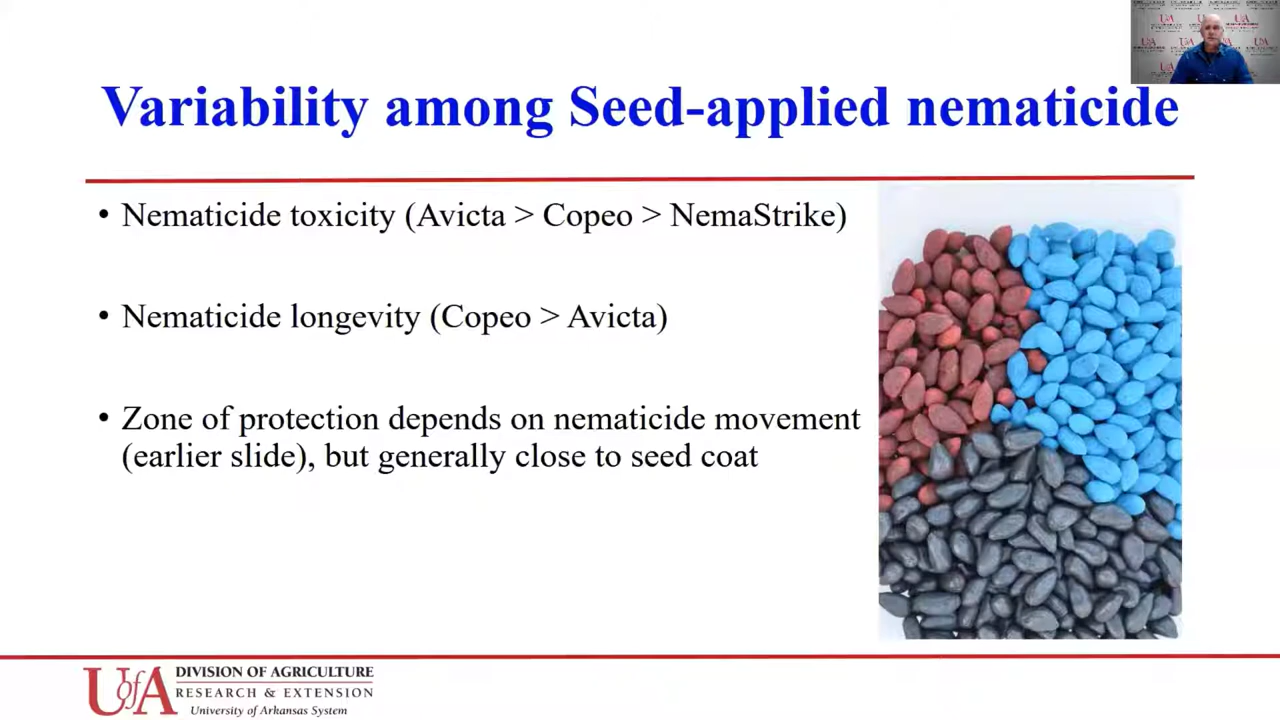 Variability among Seed-applied nematicide
• Nematicide toxicity (Avicta > Copeo > NemaStrike)
• Nematicide longevity (Copeo > Avicta)
• Zone of protection depends on nematicide movement
(earlier slide), but generally close to seed coat
UofA
DIVISION OF AGRICULTURE
RESEARCH & EXTENSION
University of Arkansas System